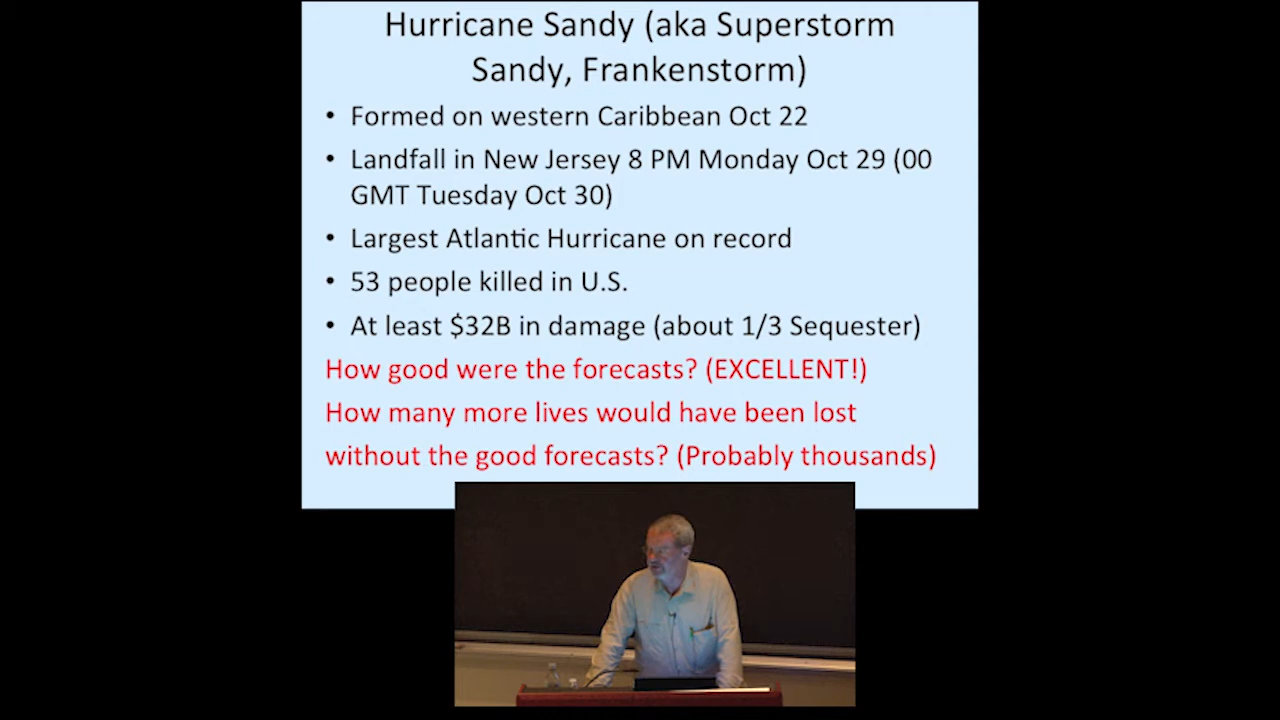 Hurricane Sandy (aka Superstorm
Sandy, Frankenstorm)
• Formed on western Caribbean Oct 22
• Landfall in New Jersey 8 PM Monday Oct 29 (00
GMT Tuesday Oct 30)
• Largest Atlantic Hurricane on record
• 53 people killed in U.S.
• At least $32B in damage (about 1/3 Sequester)
How good were the forecasts? (EXCELLENT!)
How many more lives would have been lost
without the good forecasts? (Probably thousands)